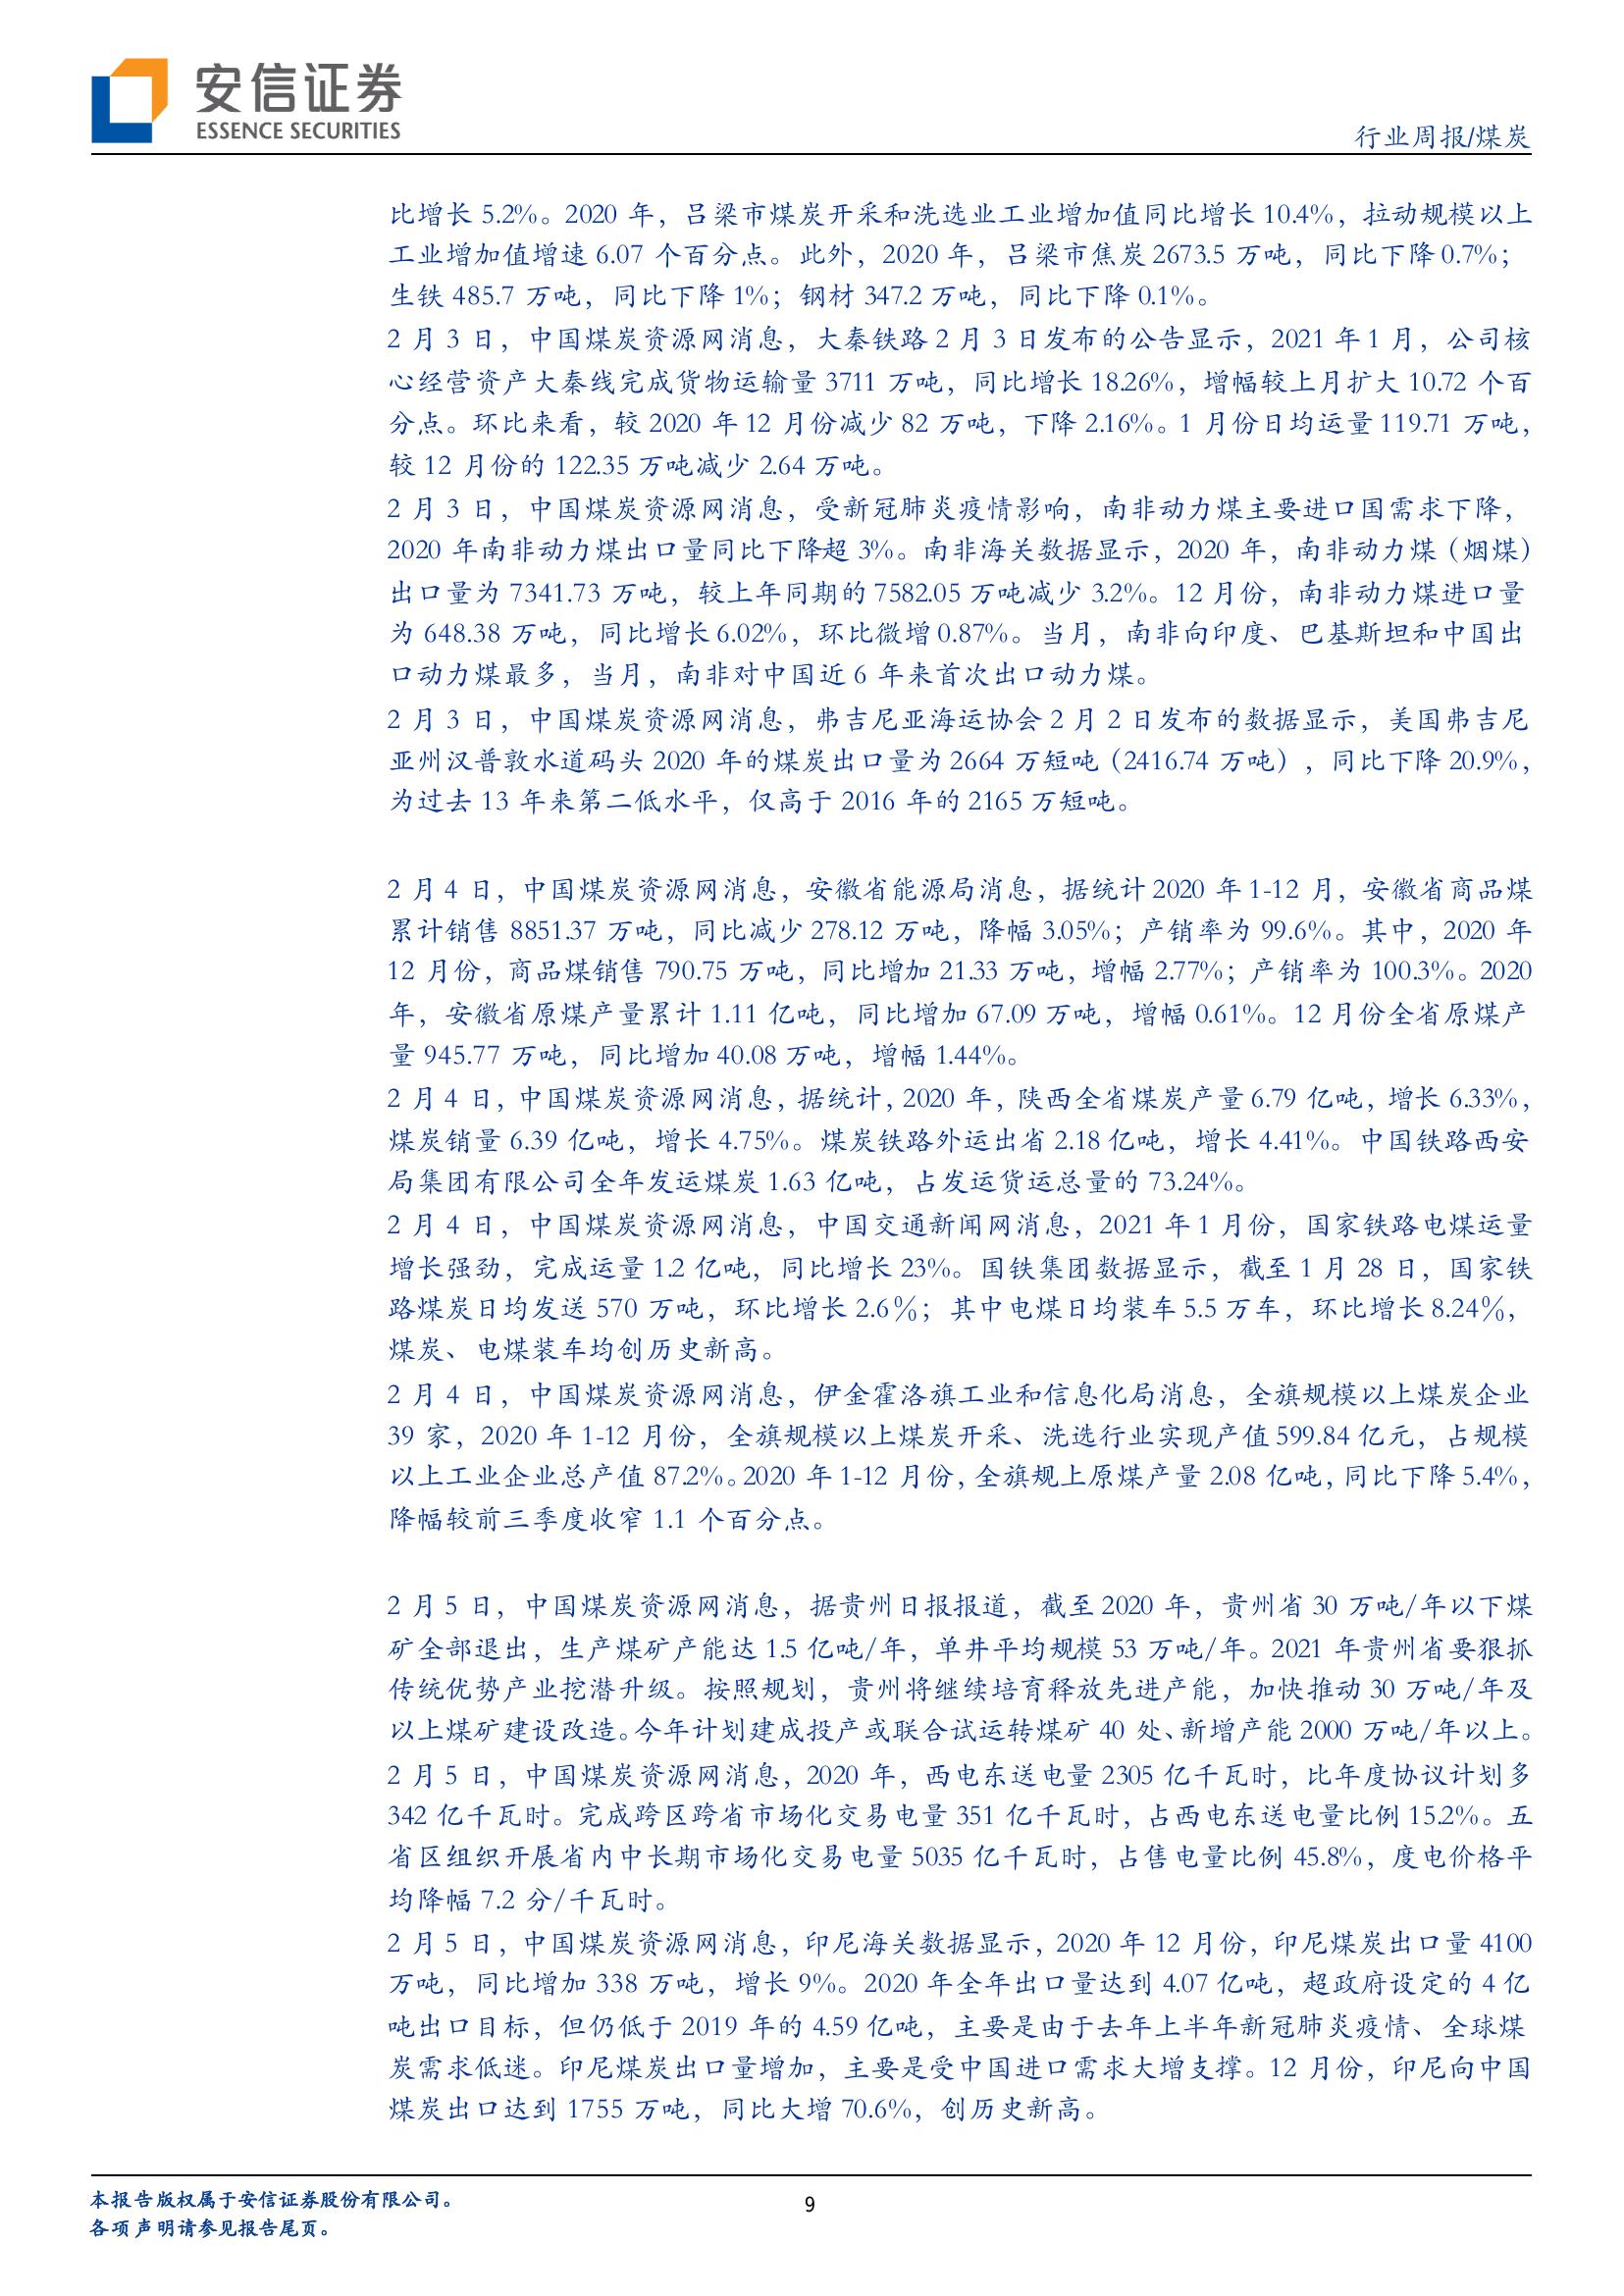 安信证券
ESSENCE SECURITIES
行业周报/煤炭
比增长 5.2%。2020 年，吕梁市煤炭开采和洗选业工业增加值同比增长 10.4%，拉动规模以上
工业增加值增速 6.07 个百分点。此外，2020 年，吕梁市焦炭 2673.5 万吨，同比下降 0.7%；
生铁 485.7 万吨，同比下降 1%；钢材 347.2 万吨，同比下降 0.1%。
2 月 3 日，中国煤炭资源网消息，大秦铁路 2 月 3 日发布的公告显示，2021 年 1 月，公司核
心经营资产大秦线完成货物运输量 3711 万吨，同比增长 18.26%，增幅较上月扩大 10.72 个百
分点。环比来看，较 2020 年 12 月份减少 82 万吨，下降 2.16%。1 月份日均运量 119.71 万吨，
较 12 月份的 122.35 万吨减少 2.64 万吨。
2 月 3 日，中国煤炭资源网消息，受新冠肺炎疫情影响，南非动力煤主要进口国需求下降，
2020 年南非动力煤出口量同比下降超 3%。南非海关数据显示，2020 年，南非动力煤（烟煤）
出口量为 7341.73 万吨，较上年同期的 7582.05 万吨减少 3.2%。12 月份，南非动力煤进口量
为 648.38 万吨，同比增长 6.02%，环比微增 0.87%。当月，南非向印度、巴基斯坦和中国出
口动力煤最多，当月，南非对中国近 6 年来首次出口动力煤。
2 月 3 日，中国煤炭资源网消息，弗吉尼亚海运协会 2 月 2 日发布的数据显示，美国弗吉尼
亚州汉普敦水道码头 2020 年的煤炭出口量为 2664 万短吨（2416.74 万吨），同比下降 20.9%，
为过去 13 年来第二低水平，仅高于 2016 年的 2165 万短吨。
2 月 4 日，中国煤炭资源网消息，安徽省能源局消息，据统计 2020 年 1-12 月，安徽省商品煤
累计销售 8851.37 万吨，同比减少 278.12 万吨，降幅 3.05%；产销率为 99.6%。其中，2020 年
12 月份，商品煤销售 790.75 万吨，同比增加 21.33 万吨，增幅 2.77%；产销率为 100.3%。2020
年，安徽省原煤产量累计 1.11 亿吨，同比增加 67.09 万吨，增幅 0.61%。12 月份全省原煤产
量 945.77 万吨，同比增加 40.08 万吨，增幅 1.44%。
2 月 4 日，中国煤炭资源网消息，据统计，2020 年，陕西全省煤炭产量 6.79 亿吨，增长 6.33%，
煤炭销量 6.39 亿吨，增长 4.75%。煤炭铁路外运出省 2.18 亿吨，增长 4.41%。中国铁路西安
局集团有限公司全年发运煤炭 1.63 亿吨，占发运货运总量的 73.24%。
2 月 4 日，中国煤炭资源网消息，中国交通新闻网消息，2021 年 1 月份，国家铁路电煤运量
增长强劲，完成运量 1.2 亿吨，同比增长 23%。国铁集团数据显示，截至 1 月 28 日，国家铁
路煤炭日均发送 570 万吨，环比增长 2.6％；其中电煤日均装车 5.5 万车，环比增长 8.24％，
煤炭、电煤装车均创历史新高。
2 月 4 日，中国煤炭资源网消息，伊金霍洛旗工业和信息化局消息，全旗规模以上煤炭企业
39 家，2020 年 1-12 月份，全旗规模以上煤炭开采、洗选行业实现产值 599.84 亿元，占规模
以上工业企业总产值 87.2%。2020 年 1-12 月份，全旗规上原煤产量 2.08 亿吨，同比下降 5.4%，
降幅较前三季度收窄 1.1 个百分点。
2 月 5 日，中国煤炭资源网消息，据贵州日报报道，截至 2020 年，贵州省 30 万吨/年以下煤
矿全部退出，生产煤矿产能达 1.5 亿吨/年，单井平均规模 53 万吨/年。2021 年贵州省要狠抓
传统优势产业挖潜升级。按照规划，贵州将继续培育释放先进产能，加快推动 30 万吨/年及
以上煤矿建设改造。今年计划建成投产或联合试运转煤矿 40 处、新增产能 2000 万吨/年以上。
2 月 5 日，中国煤炭资源网消息，2020 年，西电东送电量 2305 亿千瓦时，比年度协议计划多
342 亿千瓦时。完成跨区跨省市场化交易电量 351 亿千瓦时，占西电东送电量比例 15.2%。五
省区组织开展省内中长期市场化交易电量 5035 亿千瓦时，占售电量比例 45.8%，度电价格平
均降幅 7.2 分/千瓦时。
2 月 5 日，中国煤炭资源网消息，印尼海关数据显示，2020 年 12 月份，印尼煤炭出口量 4100
万吨，同比增加 338 万吨，增长 9%。2020 年全年出口量达到 4.07 亿吨，超政府设定的 4 亿
吨出口目标，但仍低于 2019 年的 4.59 亿吨，主要是由于去年上半年新冠肺炎疫情、全球煤
炭需求低迷。印尼煤炭出口量增加，主要是受中国进口需求大增支撑。12 月份，印尼向中国
煤炭出口达到 1755 万吨，同比大增 70.6%，创历史新高。
本报告版权属于安信证券股份有限公司。
各项声明请参见报告尾页。
9